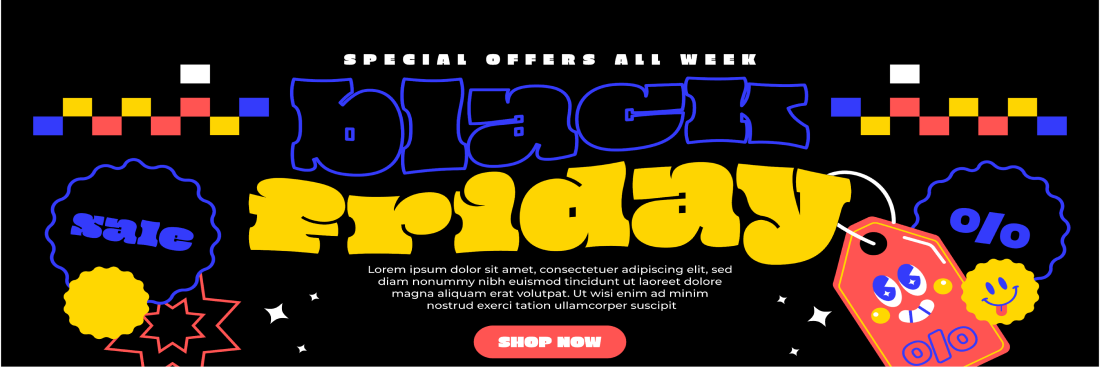 SPECIAL OFFERS ALL WEEK
black
friday
sale
%
Lorem ipsum dolor sit amet, consectetuer adipiscing elit, sed
diam nonummy nibh euismod tincidunt ut laoreet dolore
magna aliquam erat volutpat. Ut wisi enim ad minim
nostrud exerci tation ullamcorper suscipit
SHOP NOW
%